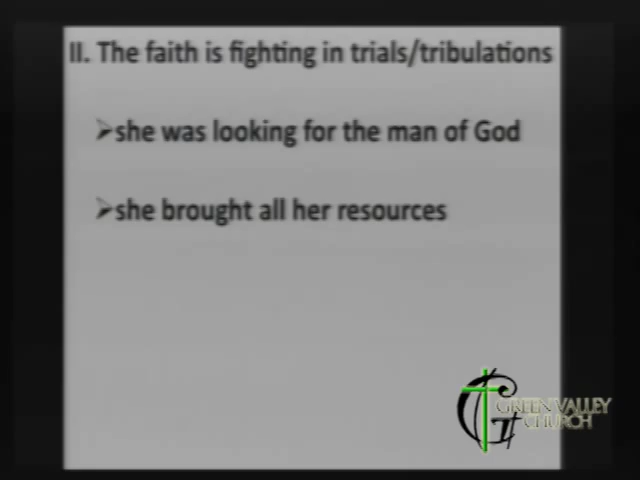 II. The faith is fighting in trials/tribulations
➢she was looking for the man of God
➢she brought all her resources
GREEN VALLEY
CHURCH